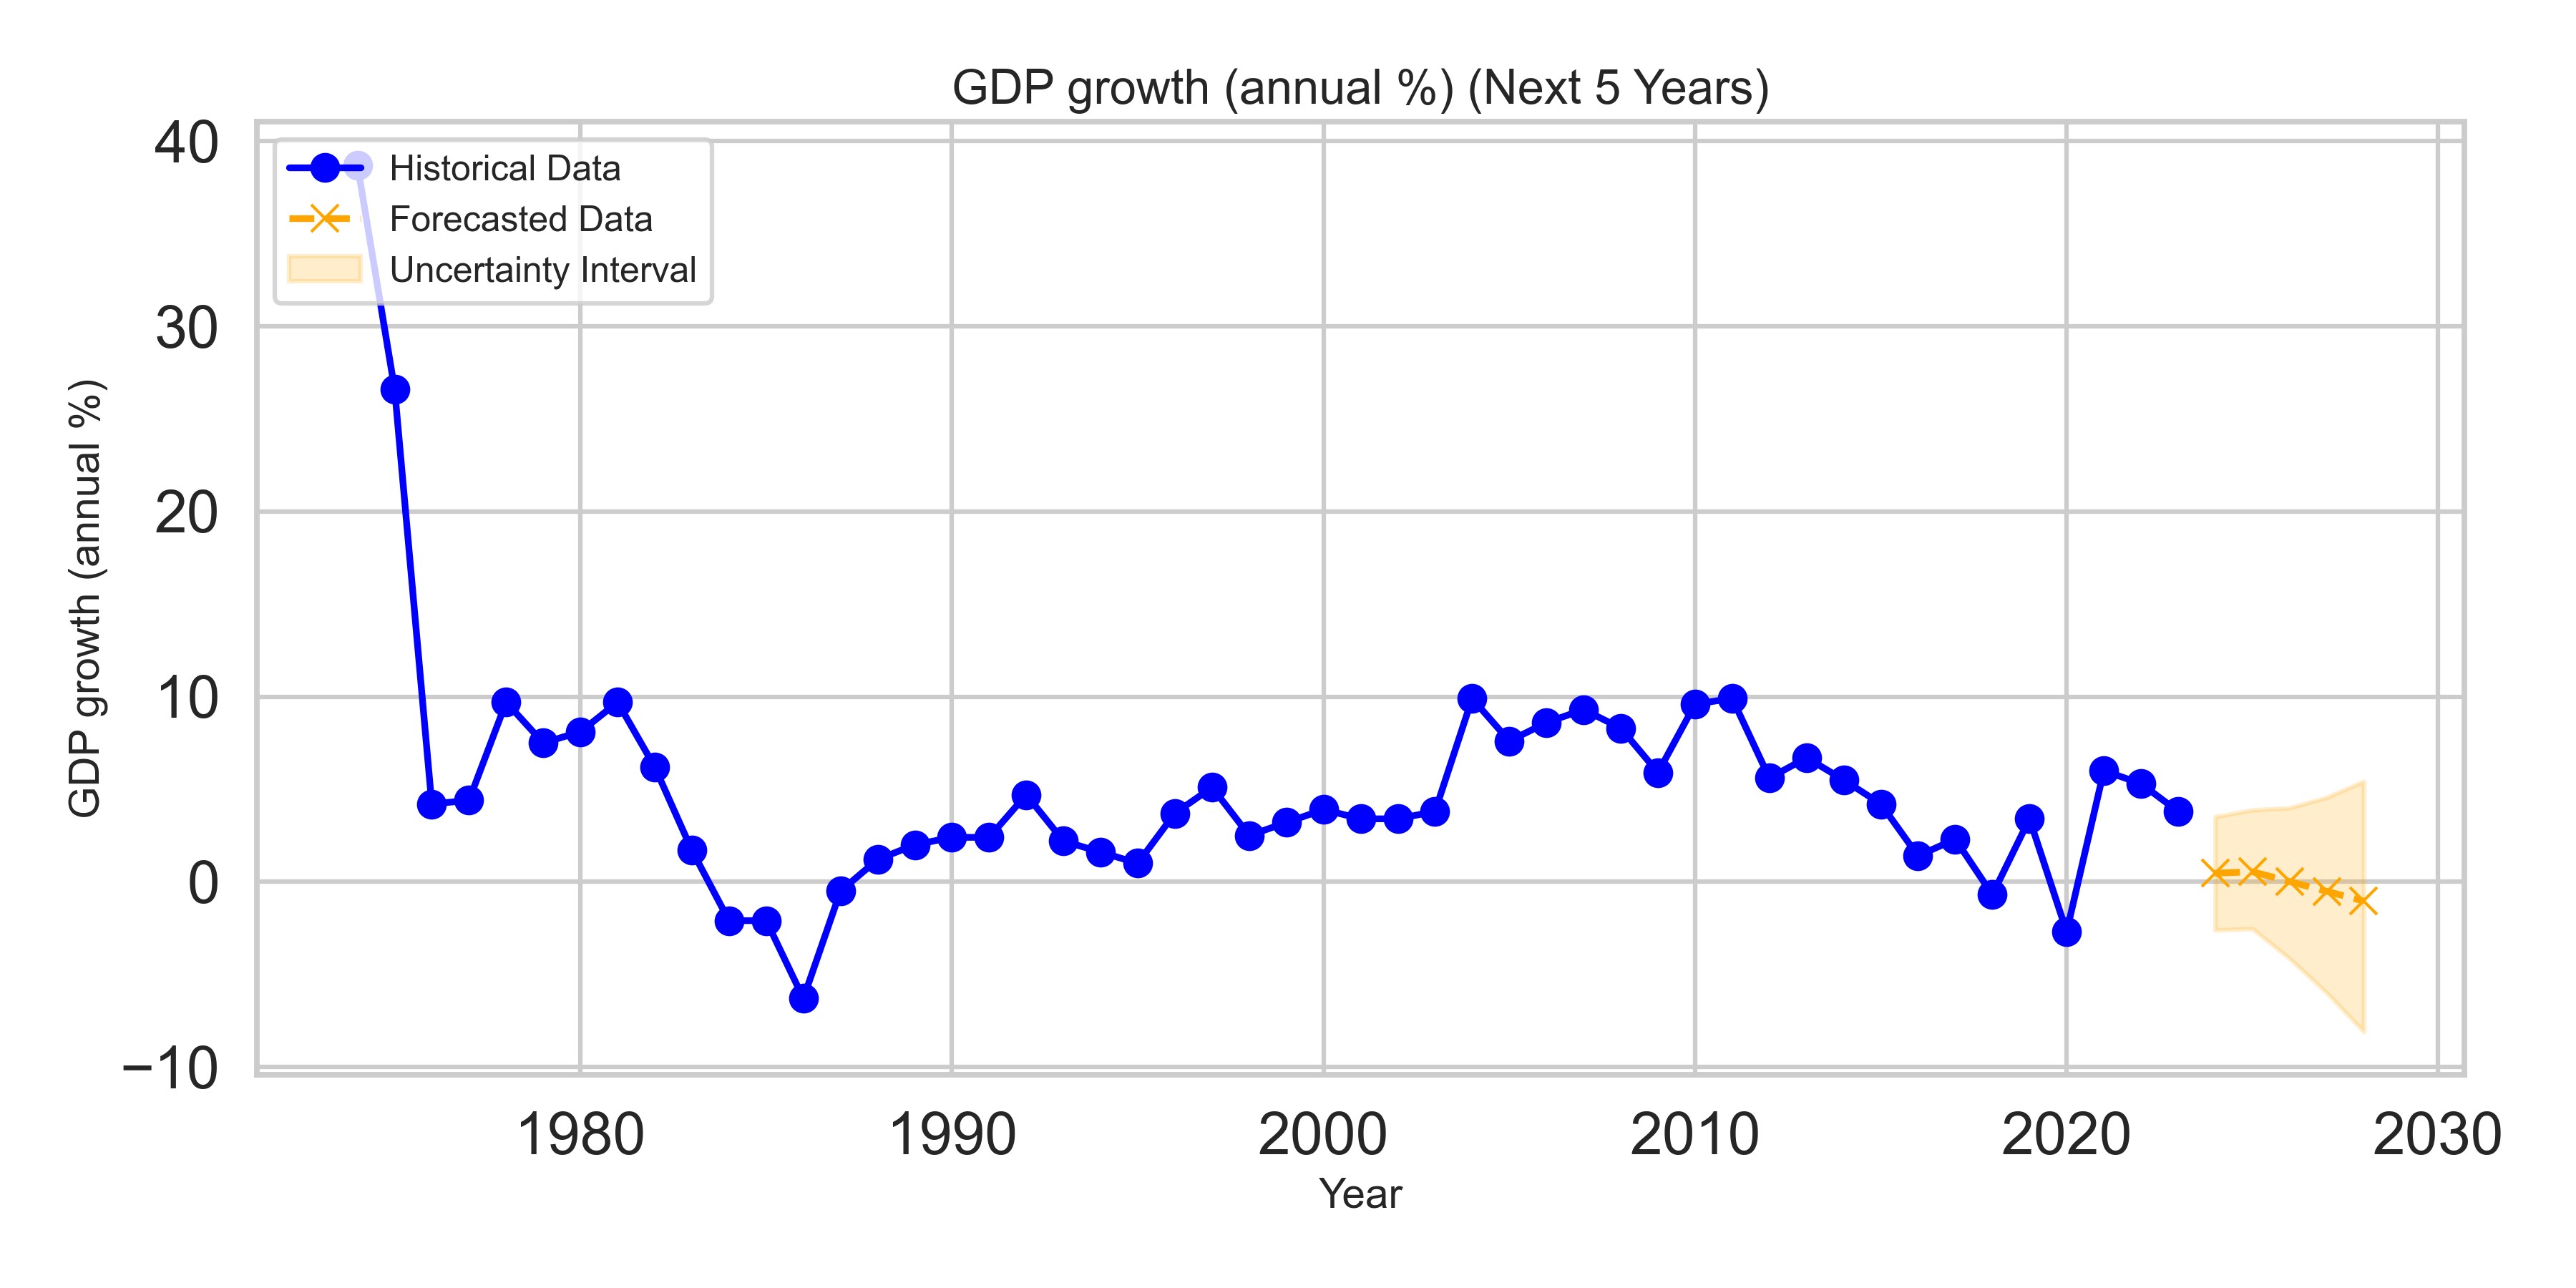 GDP growth (annual %) (Next 5 Years)
GDP growth (annual %)
40
30
20
10
0
−10
Historical Data
Forecasted Data
Uncertainty Interval
1980 1990 2000 2010 2020 2030
Year